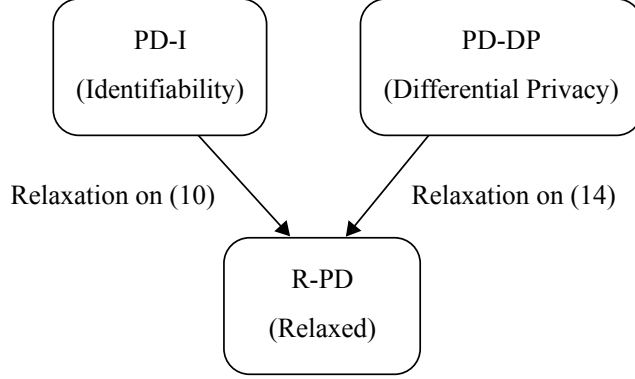 PD-I
(Identifiability)
PD-DP
(Differential Privacy)
Relaxation on (10)
Relaxation on (14)
R-PD
(Relaxed)